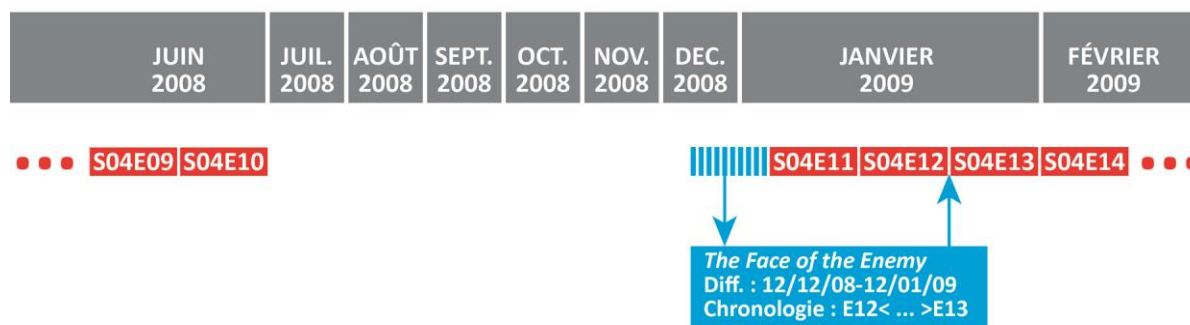 JUIN
2008
JUIL.
2008
AOÛT
2008
SEPT.
2008
OCT.
2008
NOV.
2008
DEC.
2008
JANVIER
2009
FÉVRIER
2009
S04E09 S04E10 S04E11 S04E12 S04E13 S04E14
The Face of the Enemy
Diff. : 12/12/08-12/01/09
Chronologie : E12< ... >E13